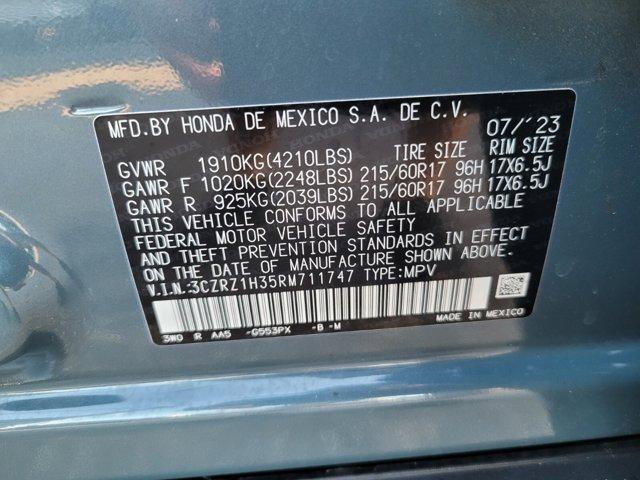 MFD.BY HONDA DE MEXICO S.A. DE C.V. 07/'23
GVWR 1910KG(4210LBS) TIRE SIZE RIM SIZE
GAWR F 1020KG(2248LBS) 215/60R17 96H 17X6.5J
GAWR R 925KG(2039LBS) 215/60R17 96H 17X6.5J
THIS VEHICLE CONFORMS TO ALL APPLICABLE
FEDERAL MOTOR VEHICLE SAFETY
AND THEFT PREVENTION STANDARDS IN EFFECT
ON THE DATE OF MANUFACTURE SHOWN ABOVE.
V.I.N:3CZRZ1H35RM711747 TYPE:MPV
3W0 R AA5 -G553PX -B -M MADE IN MEXICO